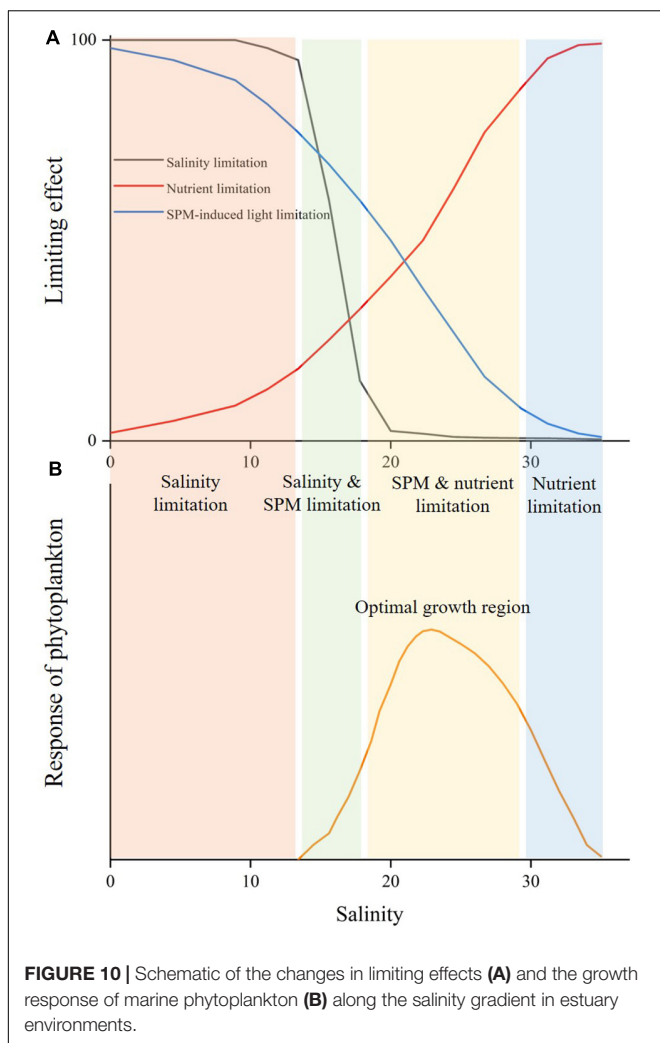 A
100
Limiting effect
Salinity limitation
Nutrient limitation
SPM-induced light limitation
0
0
10
20
30
B
Salinity
limitation
Salinity &
SPM limitation
SPM & nutrient
limitation
Nutrient
limitation
Response of phytoplankton
Optimal growth region
0
10
20
30
Salinity
FIGURE 10 | Schematic of the changes in limiting effects (A) and the growth
response of marine phytoplankton (B) along the salinity gradient in estuary
environments.